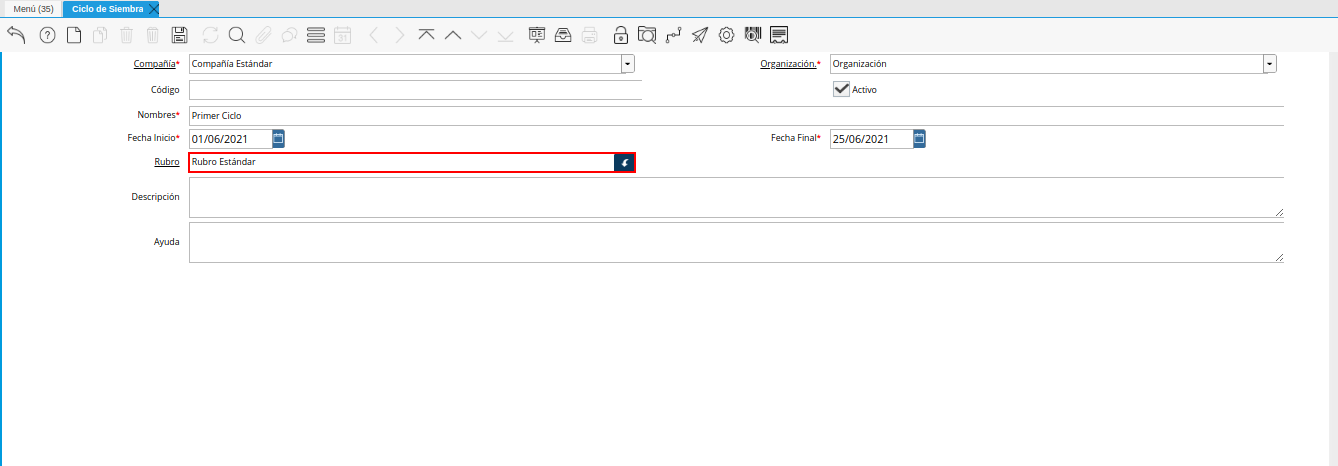 Menú (35) Ciclo de Siembra
31
Compañía* Compañía Estándar Organización.* Organización
Código Activo
Nombres* Primer Ciclo
Fecha Inicio* 01/06/2021 Fecha Final* 25/06/2021
Rubro Rubro Estándar
Descripción
Ayuda